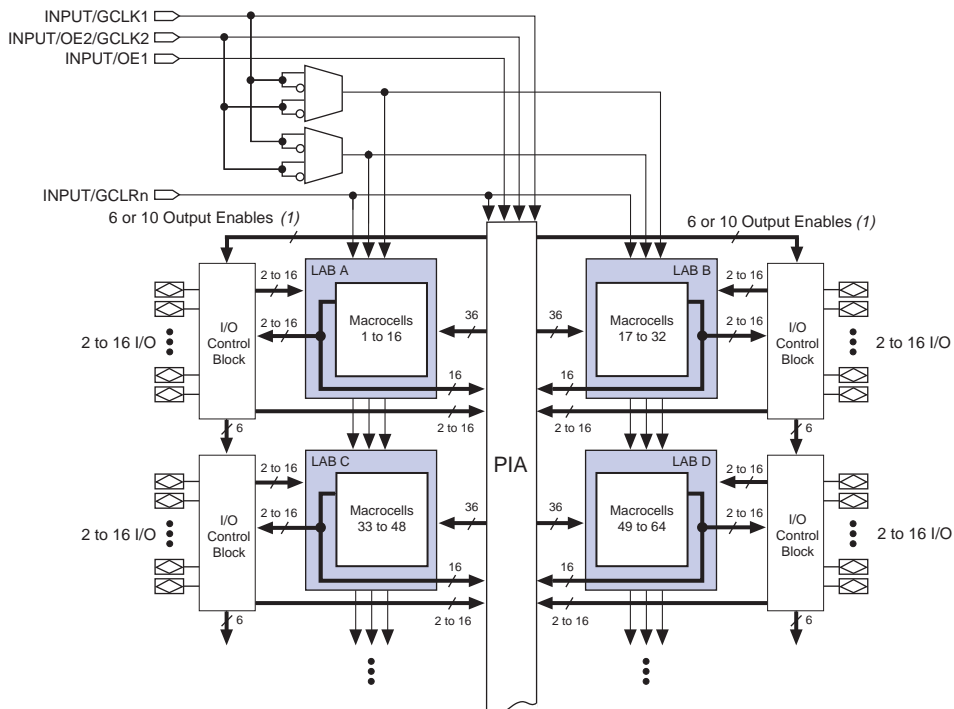 INPUT/GCLK1
INPUT/OE2/GCLK2
INPUT/OE1
INPUT/GCLRn
6 or 10 Output Enables (1)
6 or 10 Output Enables (1)
LAB A
LAB B
2 to 16
2 to 16
2 to 16
2 to 16
I/O
Control
Block
Macrocells
1 to 16
36
36
Macrocells
17 to 32
I/O
Control
Block
2 to 16 I/O
2 to 16 I/O
16
16
2 to 16
2 to 16
6
6
PIA
LAB C
LAB D
2 to 16
2 to 16
2 to 16
2 to 16
I/O
Control
Block
Macrocells
33 to 48
36
36
Macrocells
49 to 64
I/O
Control
Block
2 to 16 I/O
2 to 16 I/O
16
16
2 to 16
2 to 16
6
6